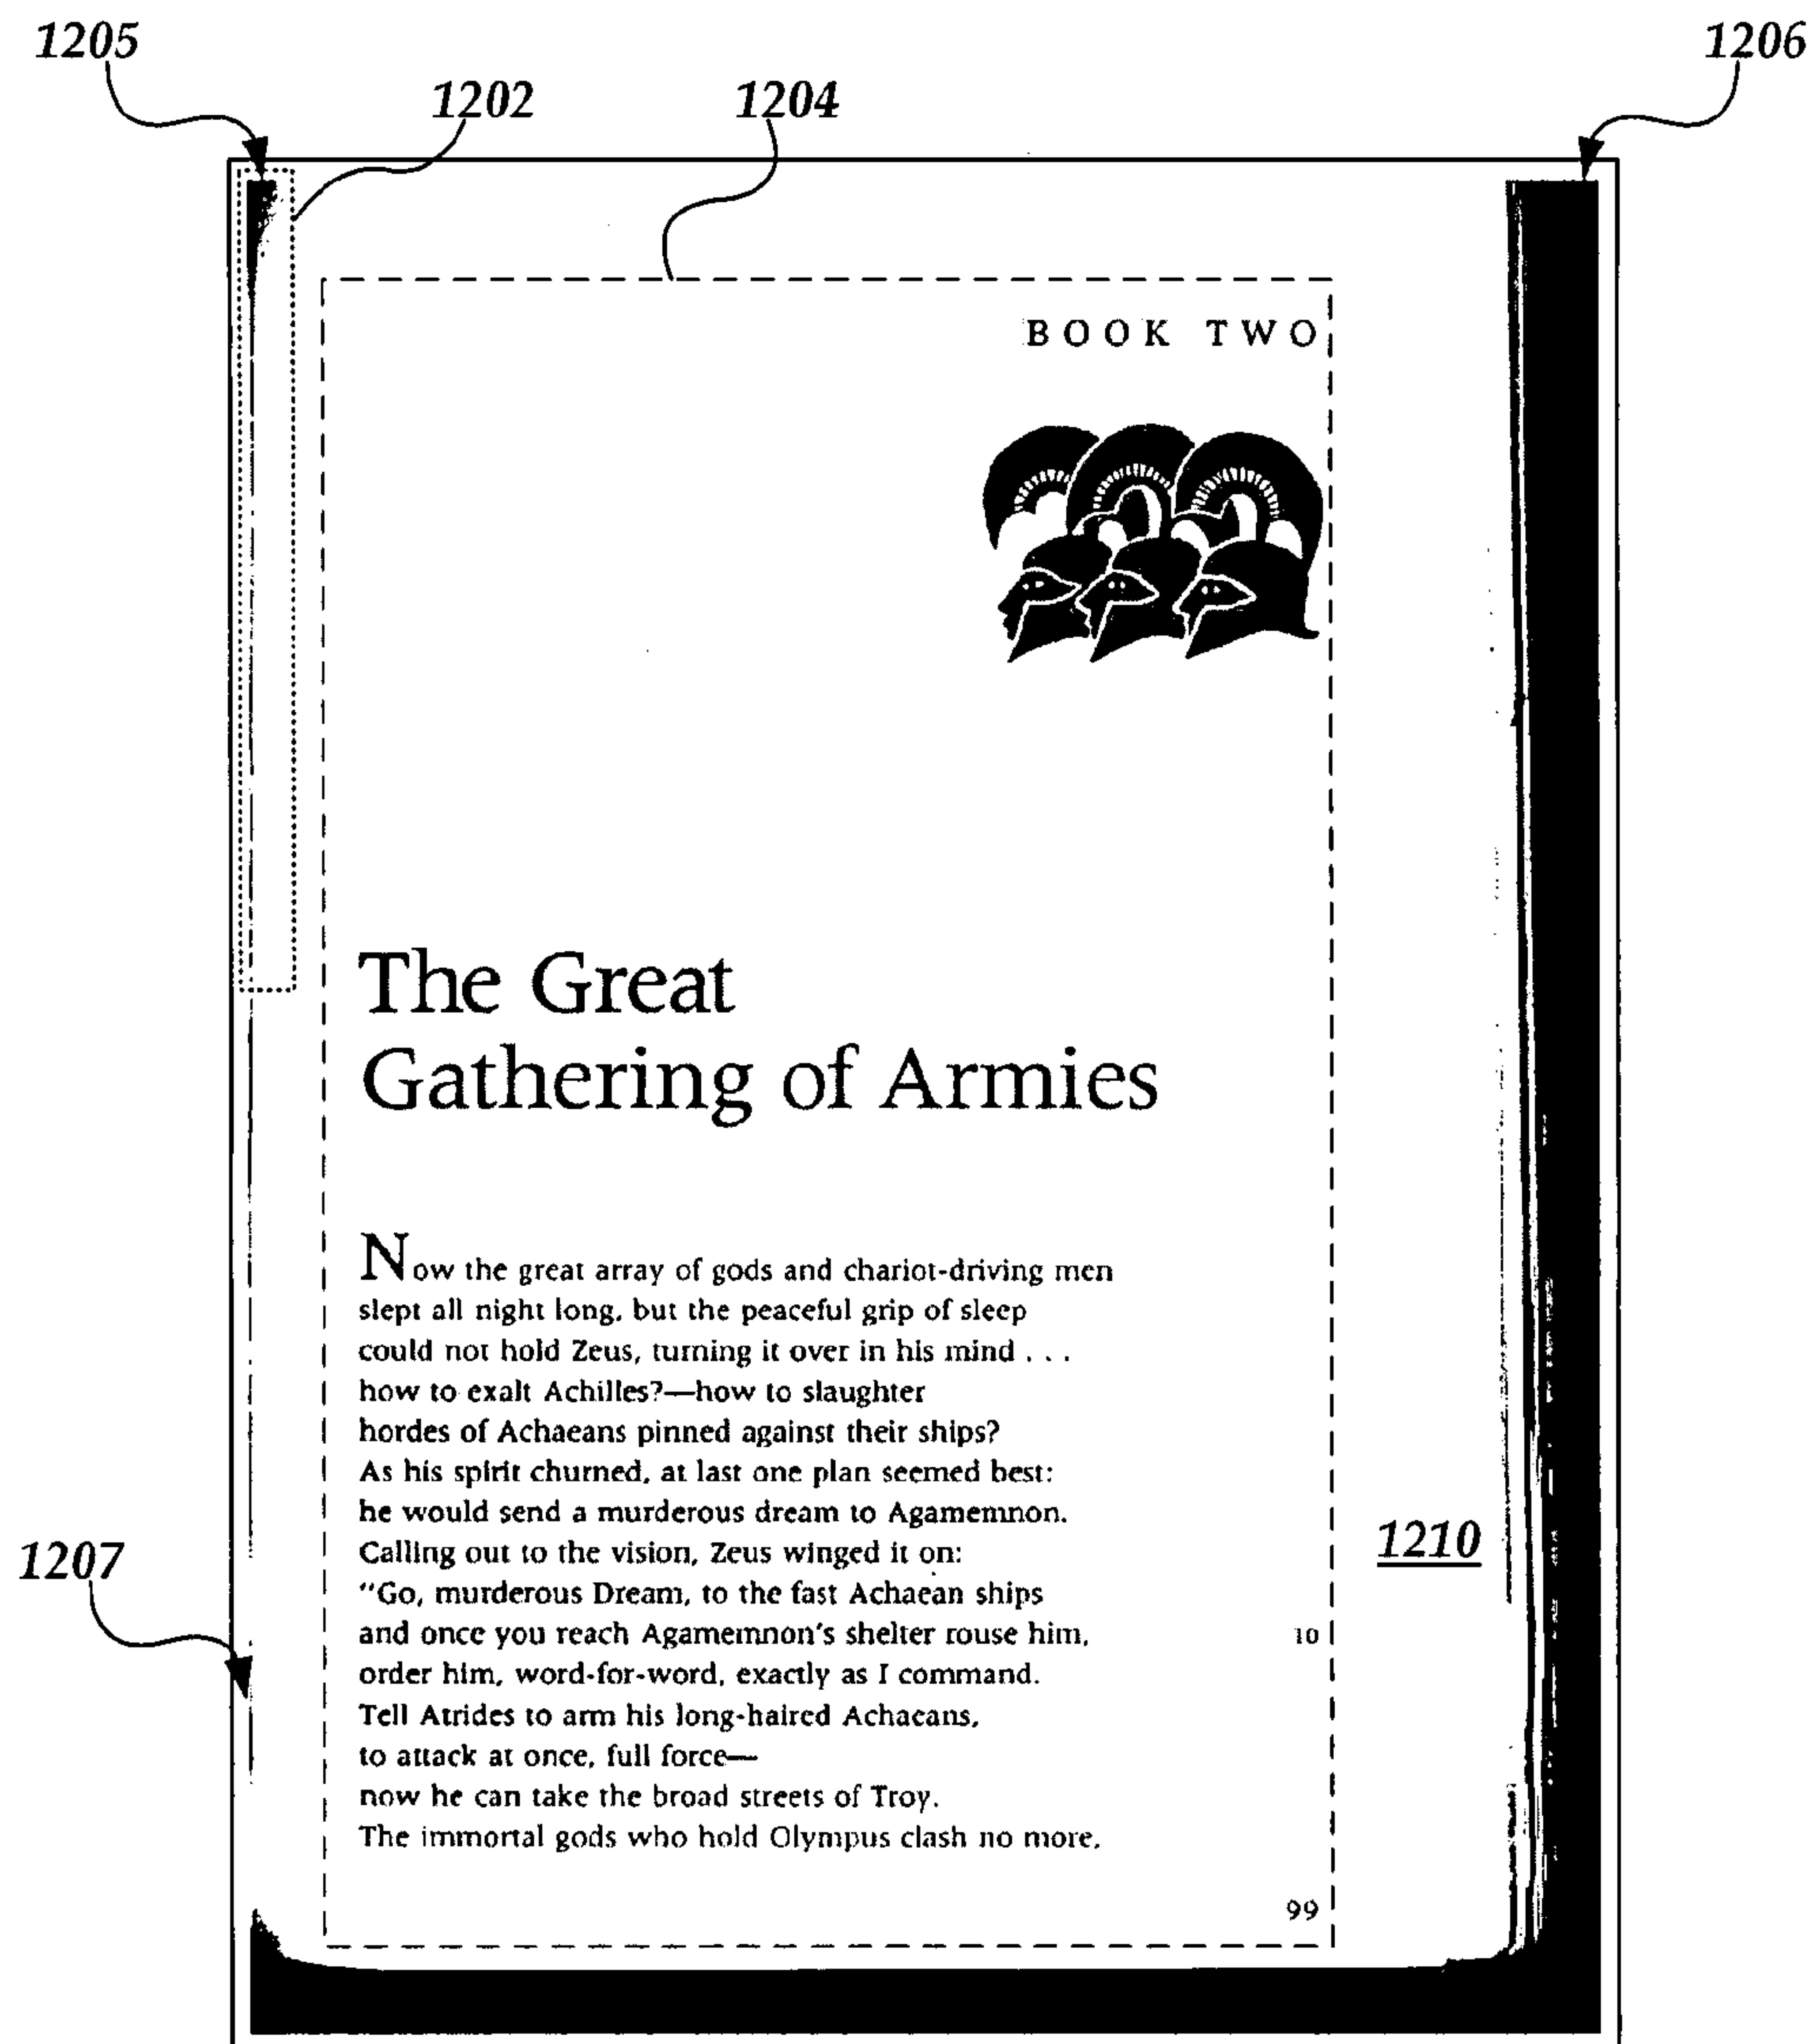 1205
1206
1202
1204
BOOK TWO
The Great
Gathering of Armies
Now the great array of gods and chariot-driving men
slept all night long, but the peaceful grip of sleep
could not hold Zeus, turning it over in his mind . . .
how to exalt Achilles?—how to slaughter
hordes of Achaeans pinned against their ships?
As his spirit churned, at last one plan seemed best:
he would send a murderous dream to Agamemnon.
Calling out to the vision, Zeus winged it on:
"Go, murderous Dream, to the fast Achaean ships
and once you reach Agamemnon's shelter rouse him, 10
order him, word-for-word, exactly as I command.
Tell Atrides to arm his long-haired Achaeans,
to attack at once, full force—
now he can take the broad streets of Troy.
The immortal gods who hold Olympus clash no more,
99
1207
1210